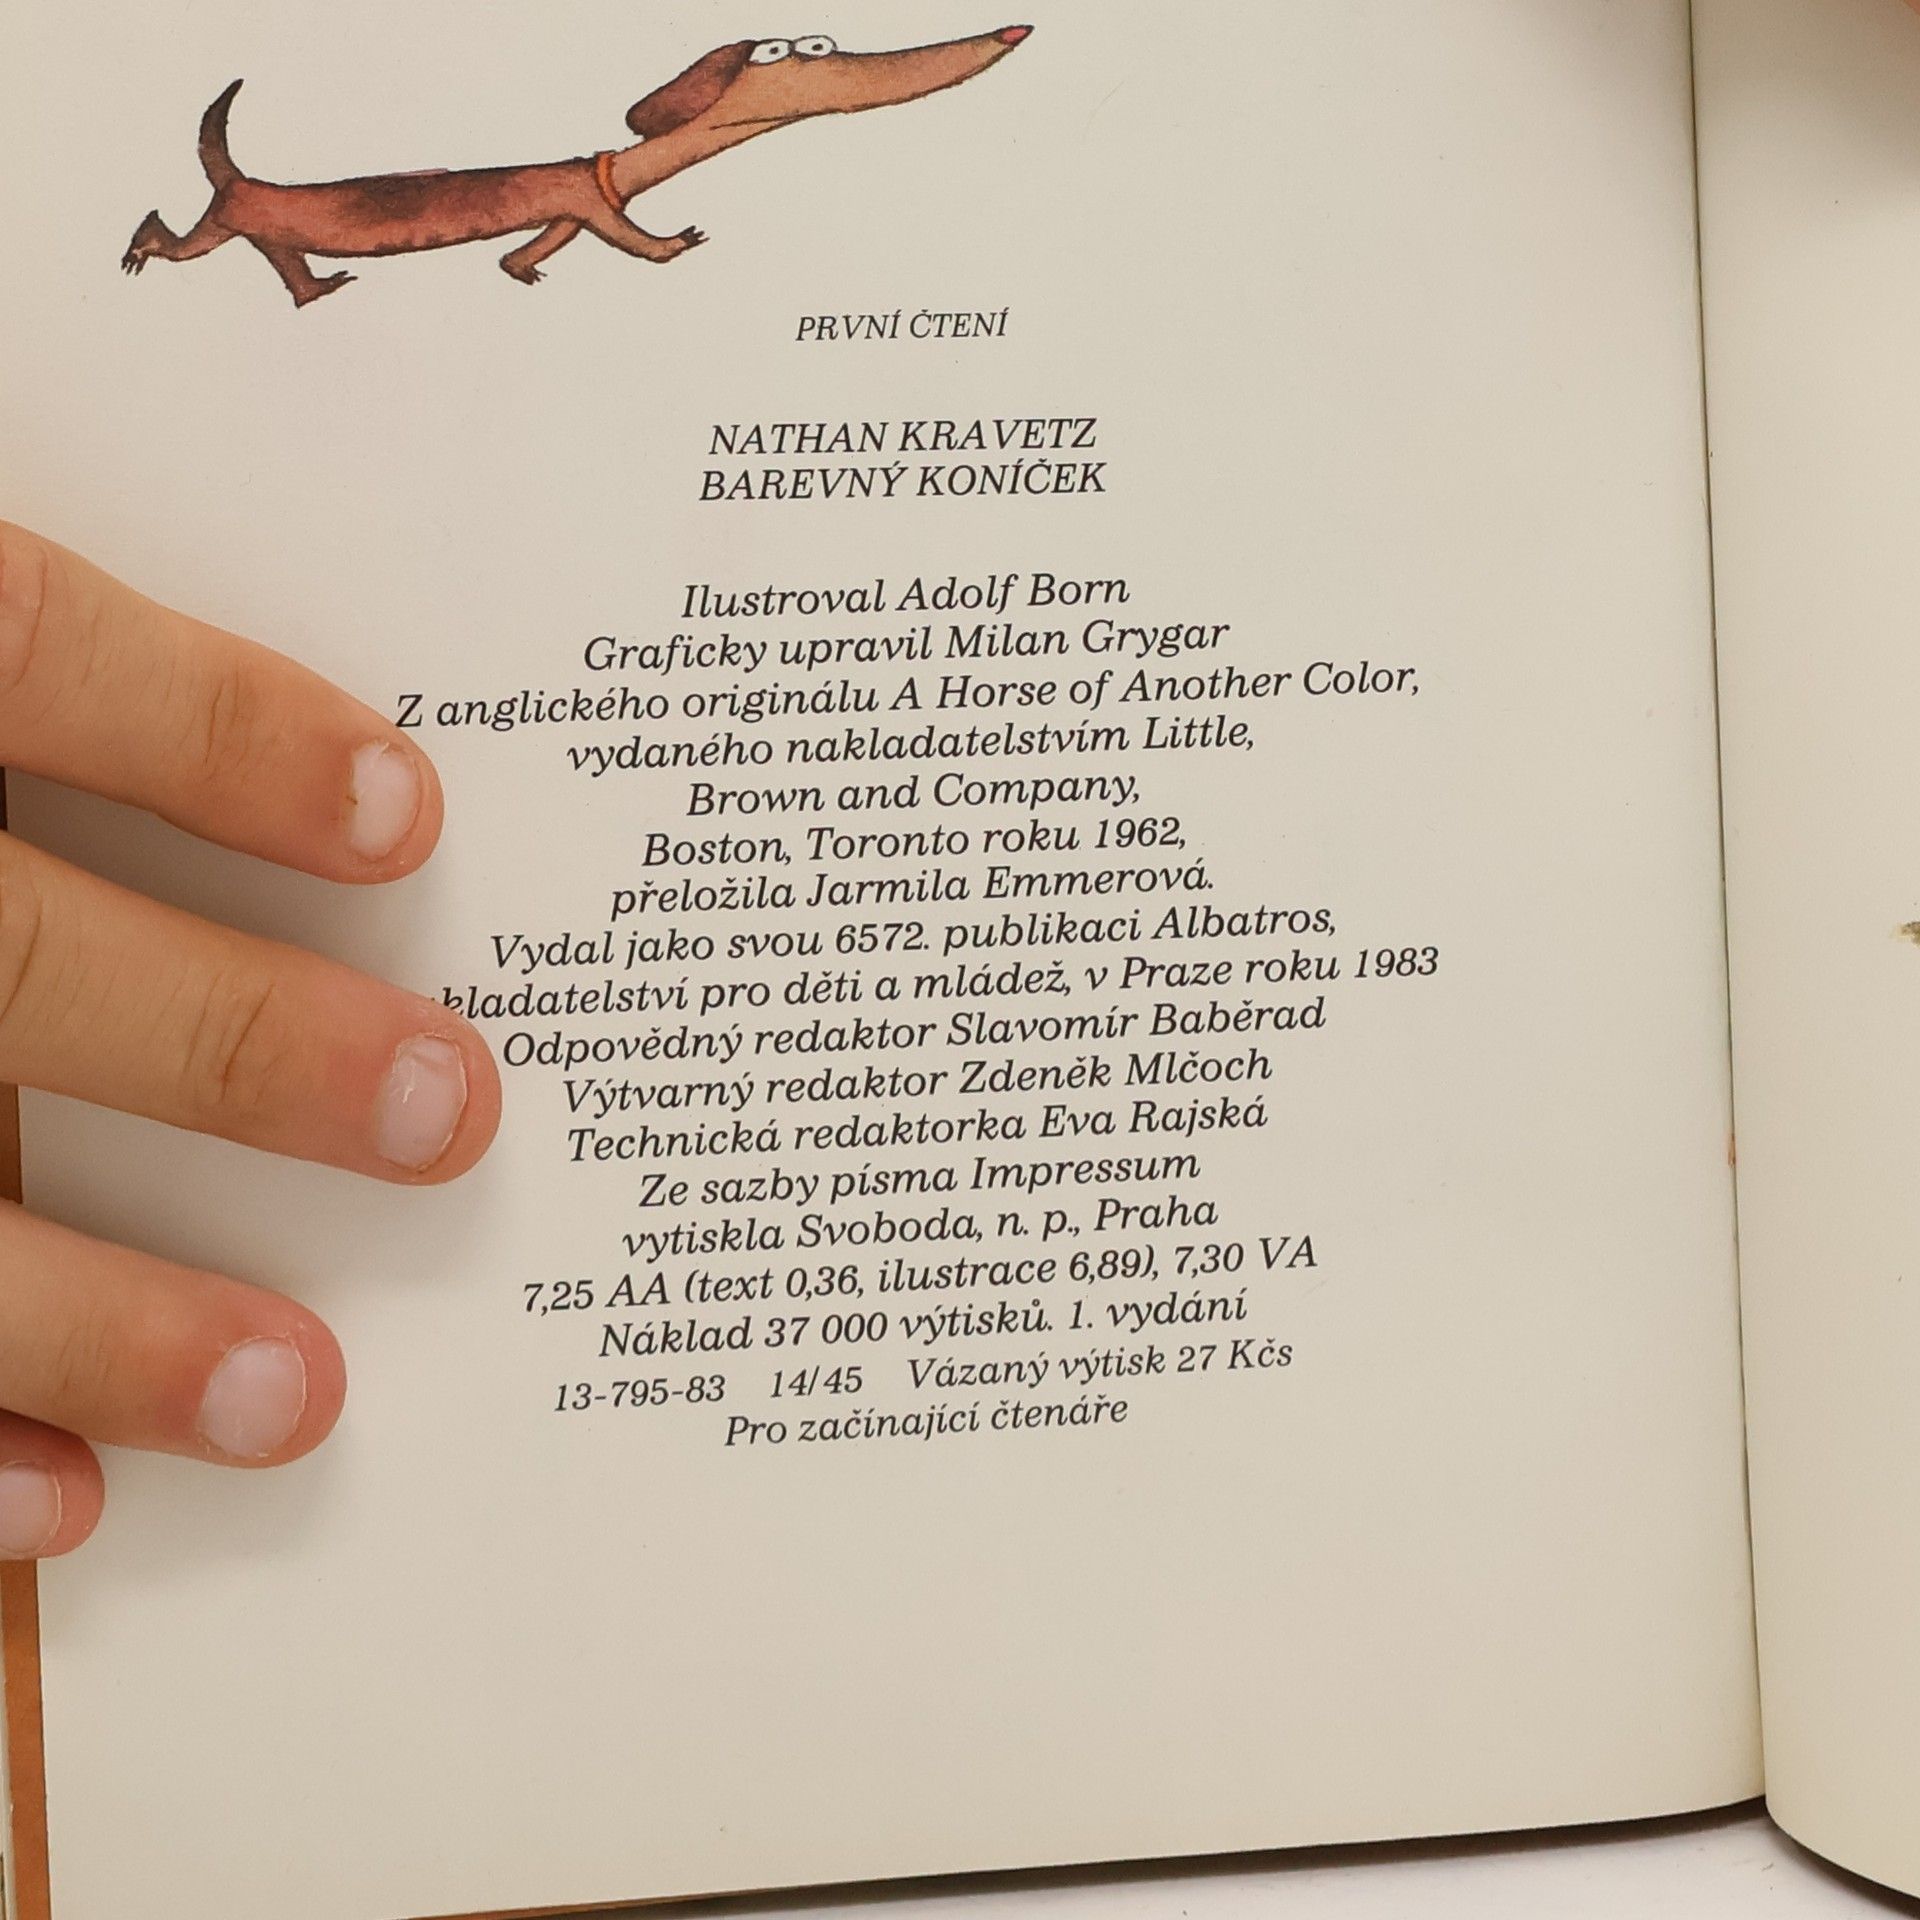 PRVNÍ ČTENÍ
NATHAN KRAVETZ
BAREVNÝ KONÍČEK
Ilustroval Adolf Born
Graficky upravil Milan Grygar
Z anglického originálu A Horse of Another Color,
vydaného nakladatelstvím Little,
Brown and Company,
Boston, Toronto roku 1962,
přeložila Jarmila Emmerová.
Vydal jako svou 6572. publikaci Albatros,
pro děti a mládež, v Praze roku 1983
Odpovědný redaktor Slavomír Baběrad
Výtvarný redaktor Zdeněk Mlčoch
Technická redaktorka Eva Rajská
Ze sazby písma Impressum
vytiskla Svoboda, n. p., Praha
7,25 AA (text 0,36, ilustrace 6,89), 7,30 VA
Náklad 37 000 výtisků. 1. vydání
13-795-83 14/45 Vázaný výtisk 27 Kčs
Pro začínající čtenáře